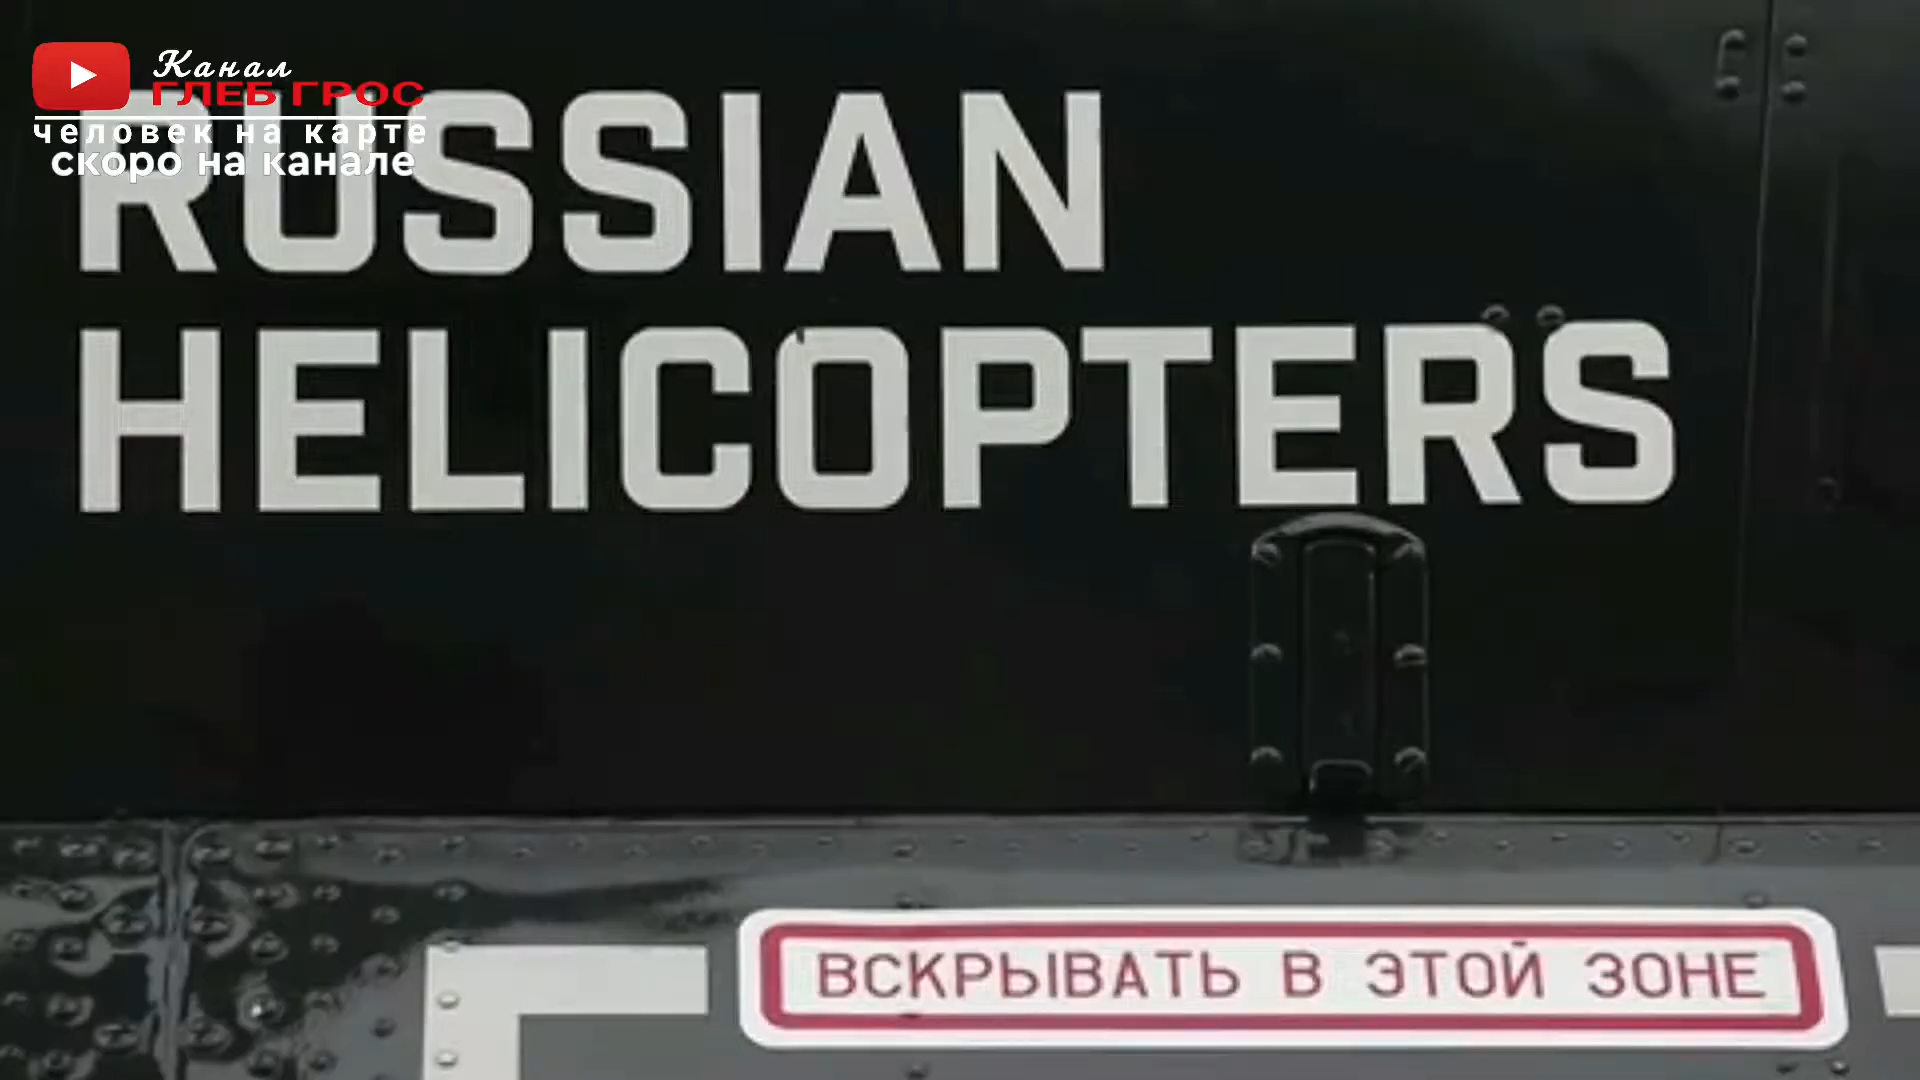 Канал
ГЛЕБ ГРОС
человек на карте
скоро на канале
RUSSIAN
HELICOPTERS
ВСКРЫВАТЬ В ЭТОЙ ЗОНЕ